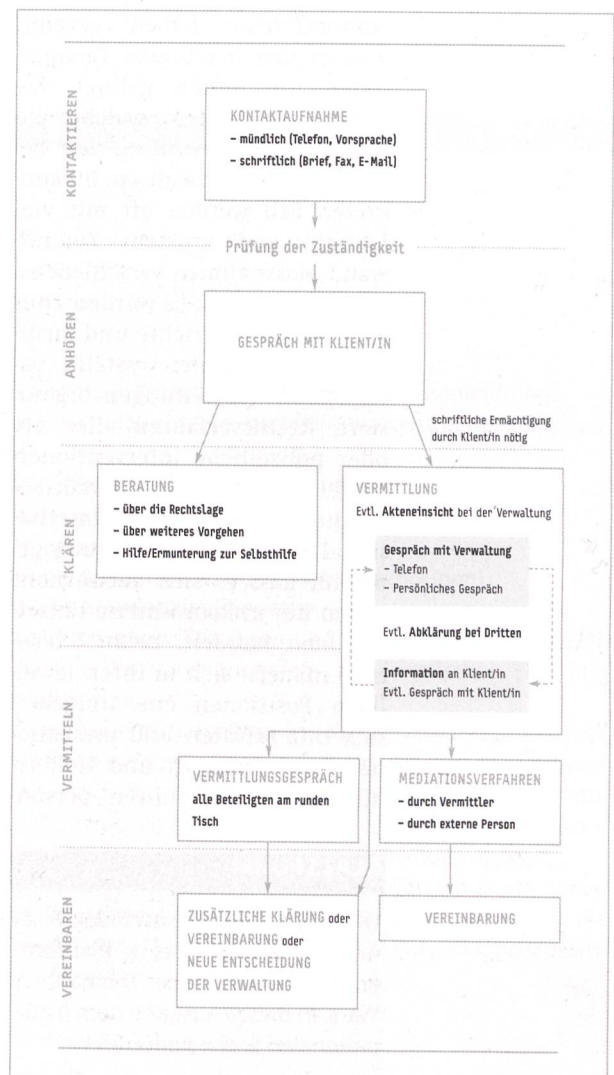 KONTAKTIEREN
KONTAKTAUFNAHME
– mündlich (Telefon, Vorsprache)
– schriftlich (Brief, Fax, E-Mail)
Prüfung der Zuständigkeit
ANHÖREN
GESPRÄCH MIT KLIENT/IN
schriftliche Ermächtigung
durch Klient/in nötig
KLÄREN
BERATUNG
– über die Rechtslage
– über weiteres Vorgehen
– Hilfe/Ermunterung zur Selbsthilfe
VERMITTLUNG
Evtl. Akteneinsicht bei der Verwaltung
Gespräch mit Verwaltung
– Telefon
– Persönliches Gespräch
Evtl. Abklärung bei Dritten
Information an Klient/in
Evtl. Gespräch mit Klient/in
VERMITTELN
VERMITTLUNGSGESPRÄCH
alle Beteiligten am runden
Tisch
MEDIATIONSVERFAHREN
– durch Vermittler
– durch externe Person
VEREINBAREN
ZUSÄTZLICHE KLÄRUNG oder
VEREINBARUNG oder
NEUE ENTSCHEIDUNG
DER VERWALTUNG
VEREINBARUNG